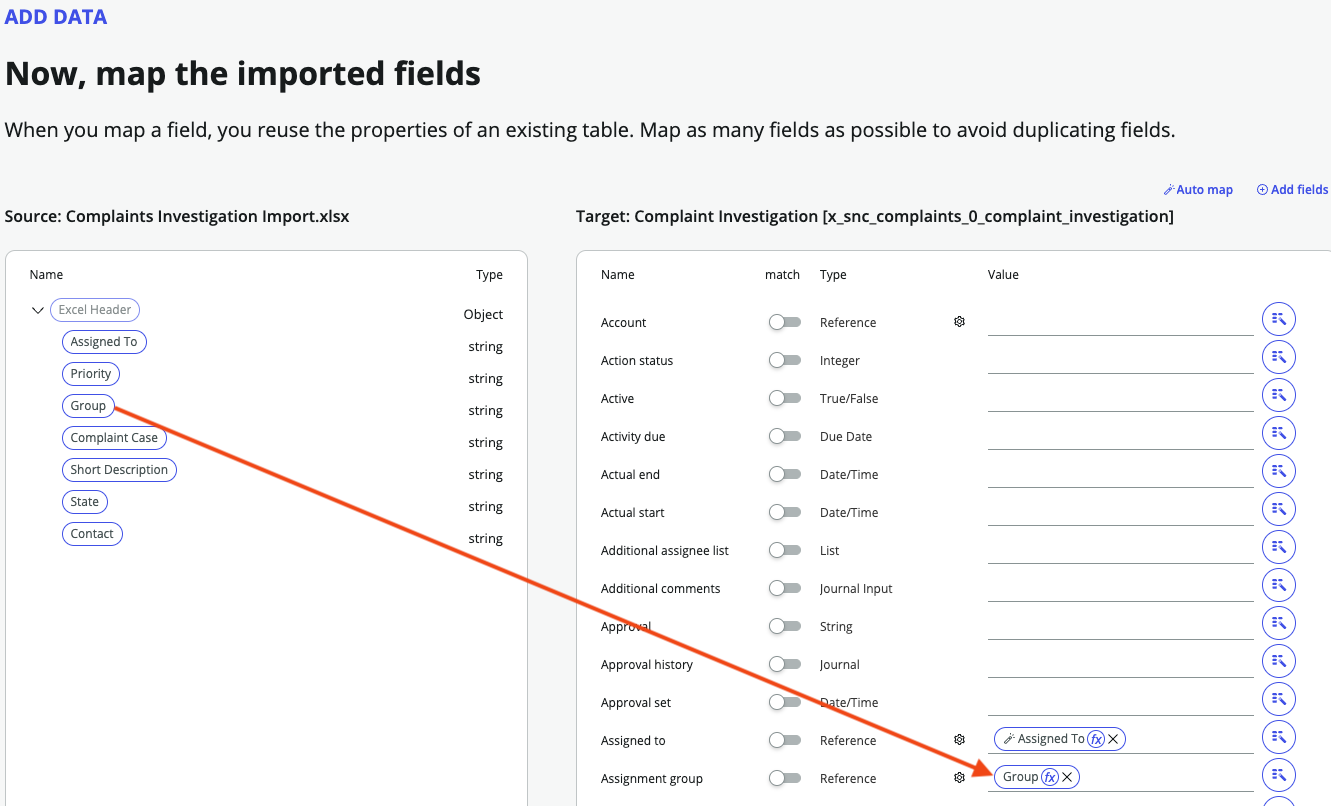 ADD DATA
Now, map the imported fields
When you map a field, you reuse the properties of an existing table. Map as many fields as possible to avoid duplicating fields.
Auto map Add fields
Source: Complaints Investigation Import.xlsx
Name Type
Excel Header Object
Assigned To string
Priority string
Group string
Complaint Case string
Short Description string
State string
Contact string
Target: Complaint Investigation [x_snc_complaints_0_complaint_investigation]
Name match Type Value
Account Reference
Action status Integer
Active True/False
Activity due Due Date
Actual end Date/Time
Actual start Date/Time
Additional assignee list List
Additional comments Journal Input
Approval String
Approval history Journal
Approval set Date/Time
Assigned to Reference Assigned To fx
Assignment group Reference Group fx